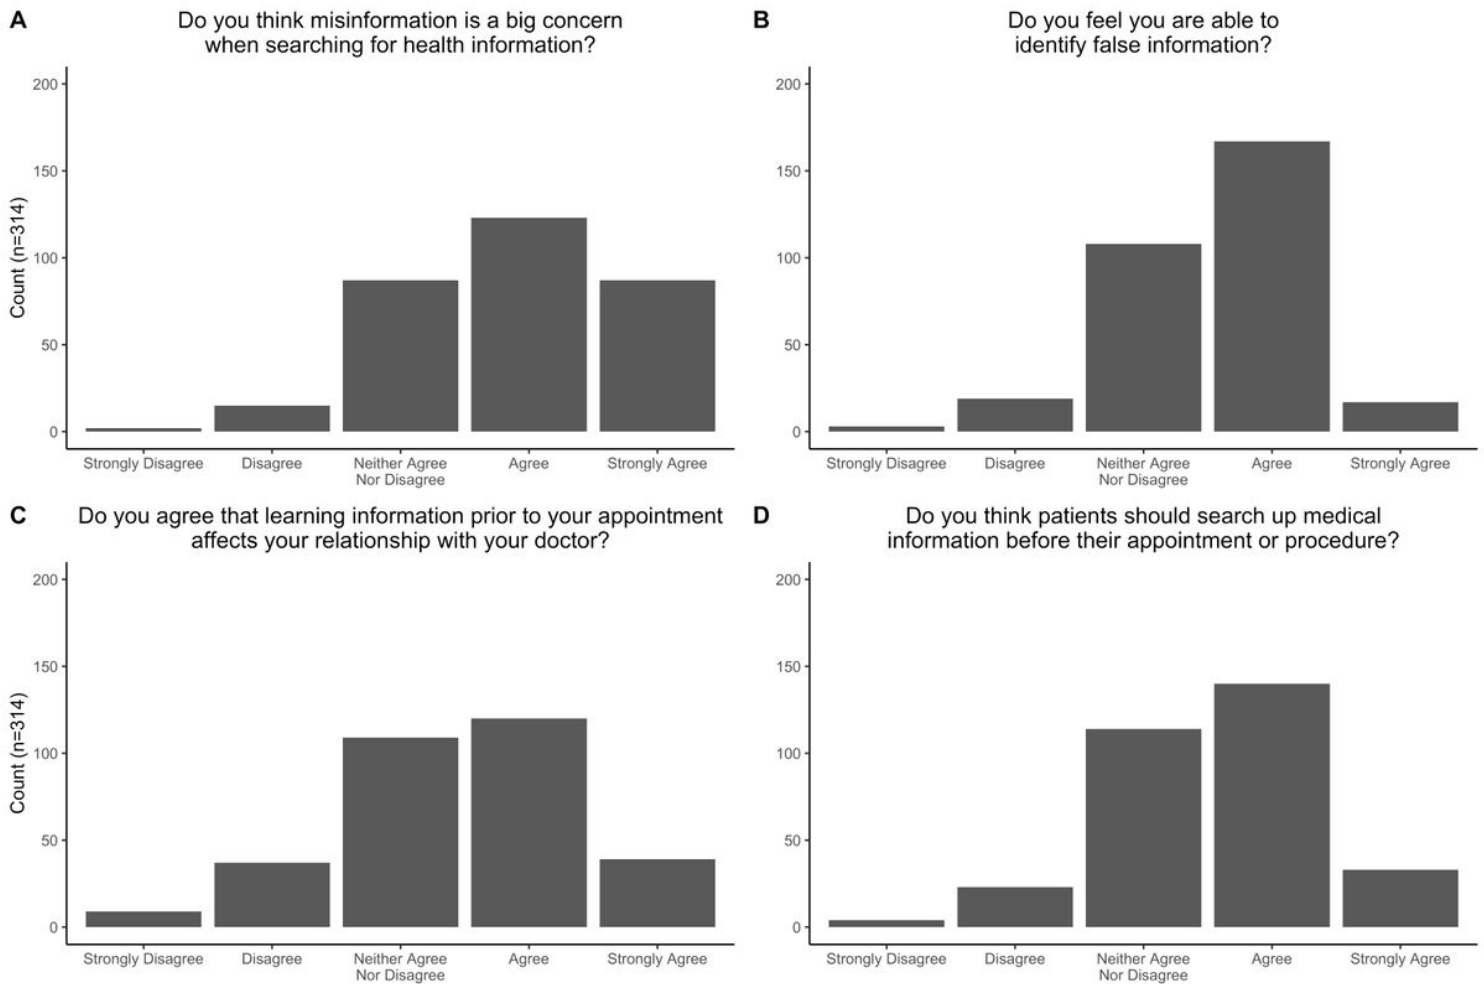 A
Do you think misinformation is a big concern
when searching for health information?
200
150
100
50
0
Count (n=314)
Strongly Disagree
Disagree
Neither Agree
Nor Disagree
Agree
Strongly Agree
B
Do you feel you are able to
identify false information?
200
150
100
50
0
Strongly Disagree
Disagree
Neither Agree
Nor Disagree
Agree
Strongly Agree
C
Do you agree that learning information prior to your appointment
affects your relationship with your doctor?
200
150
100
50
0
Count (n=314)
Strongly Disagree
Disagree
Neither Agree
Nor Disagree
Agree
Strongly Agree
D
Do you think patients should search up medical
information before their appointment or procedure?
200
150
100
50
0
Strongly Disagree
Disagree
Neither Agree
Nor Disagree
Agree
Strongly Agree